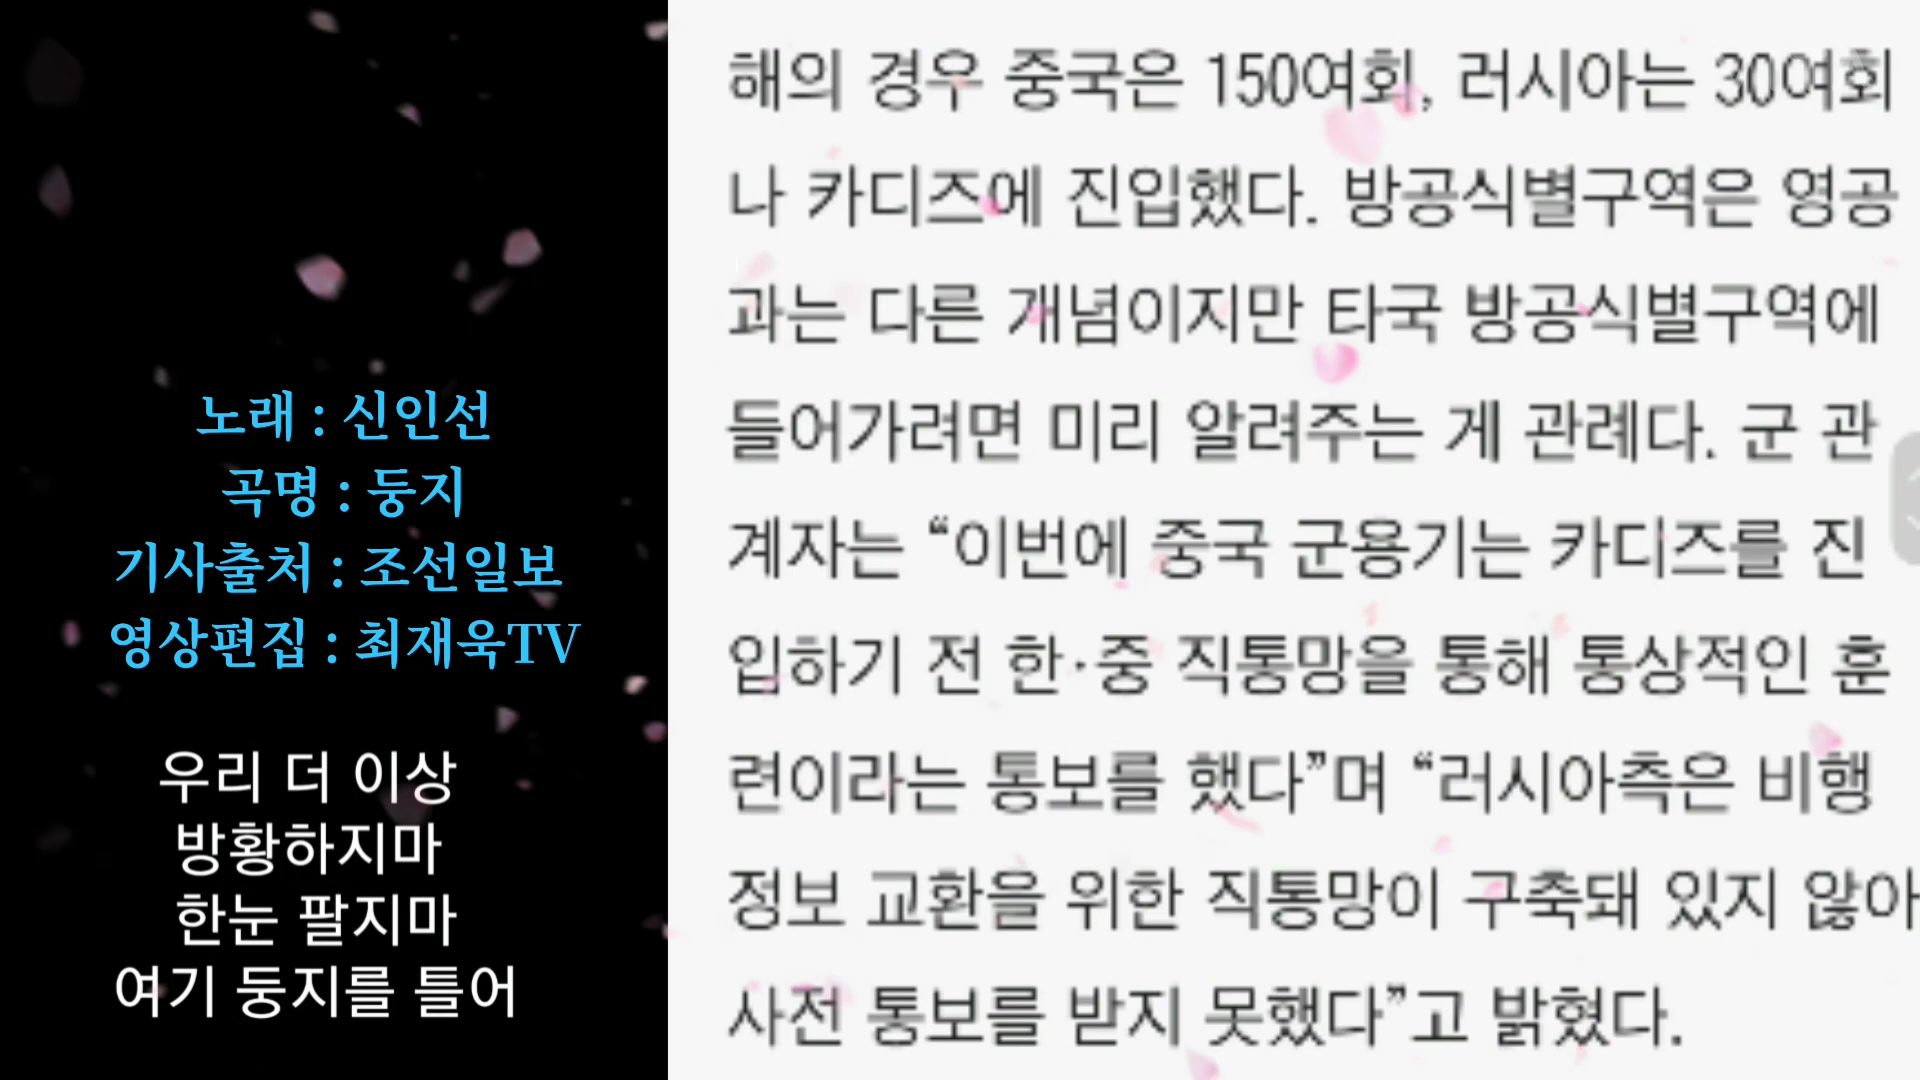 노래 : 신인선
곡명 : 둥지
기사출처 : 조선일보
영상편집 : 최재욱TV
우리 더 이상
방황하지마
한눈 팔지마
여기 둥지를 틀어
해의 경우 중국은 150여회, 러시아는 30여회
나 카디즈에 진입했다. 방공식별구역은 영공
과는 다른 개념이지만 타국 방공식별구역에
들어가려면 미리 알려주는 게 관례다. 군 관
계자는 “이번에 중국 군용기는 카디즈를 진
입하기 전 한·중 직통망을 통해 통상적인 훈
련이라는 통보를 했다”며 “러시아측은 비행
정보 교환을 위한 직통망이 구축돼 있지 않아
사전 통보를 받지 못했다”고 밝혔다.